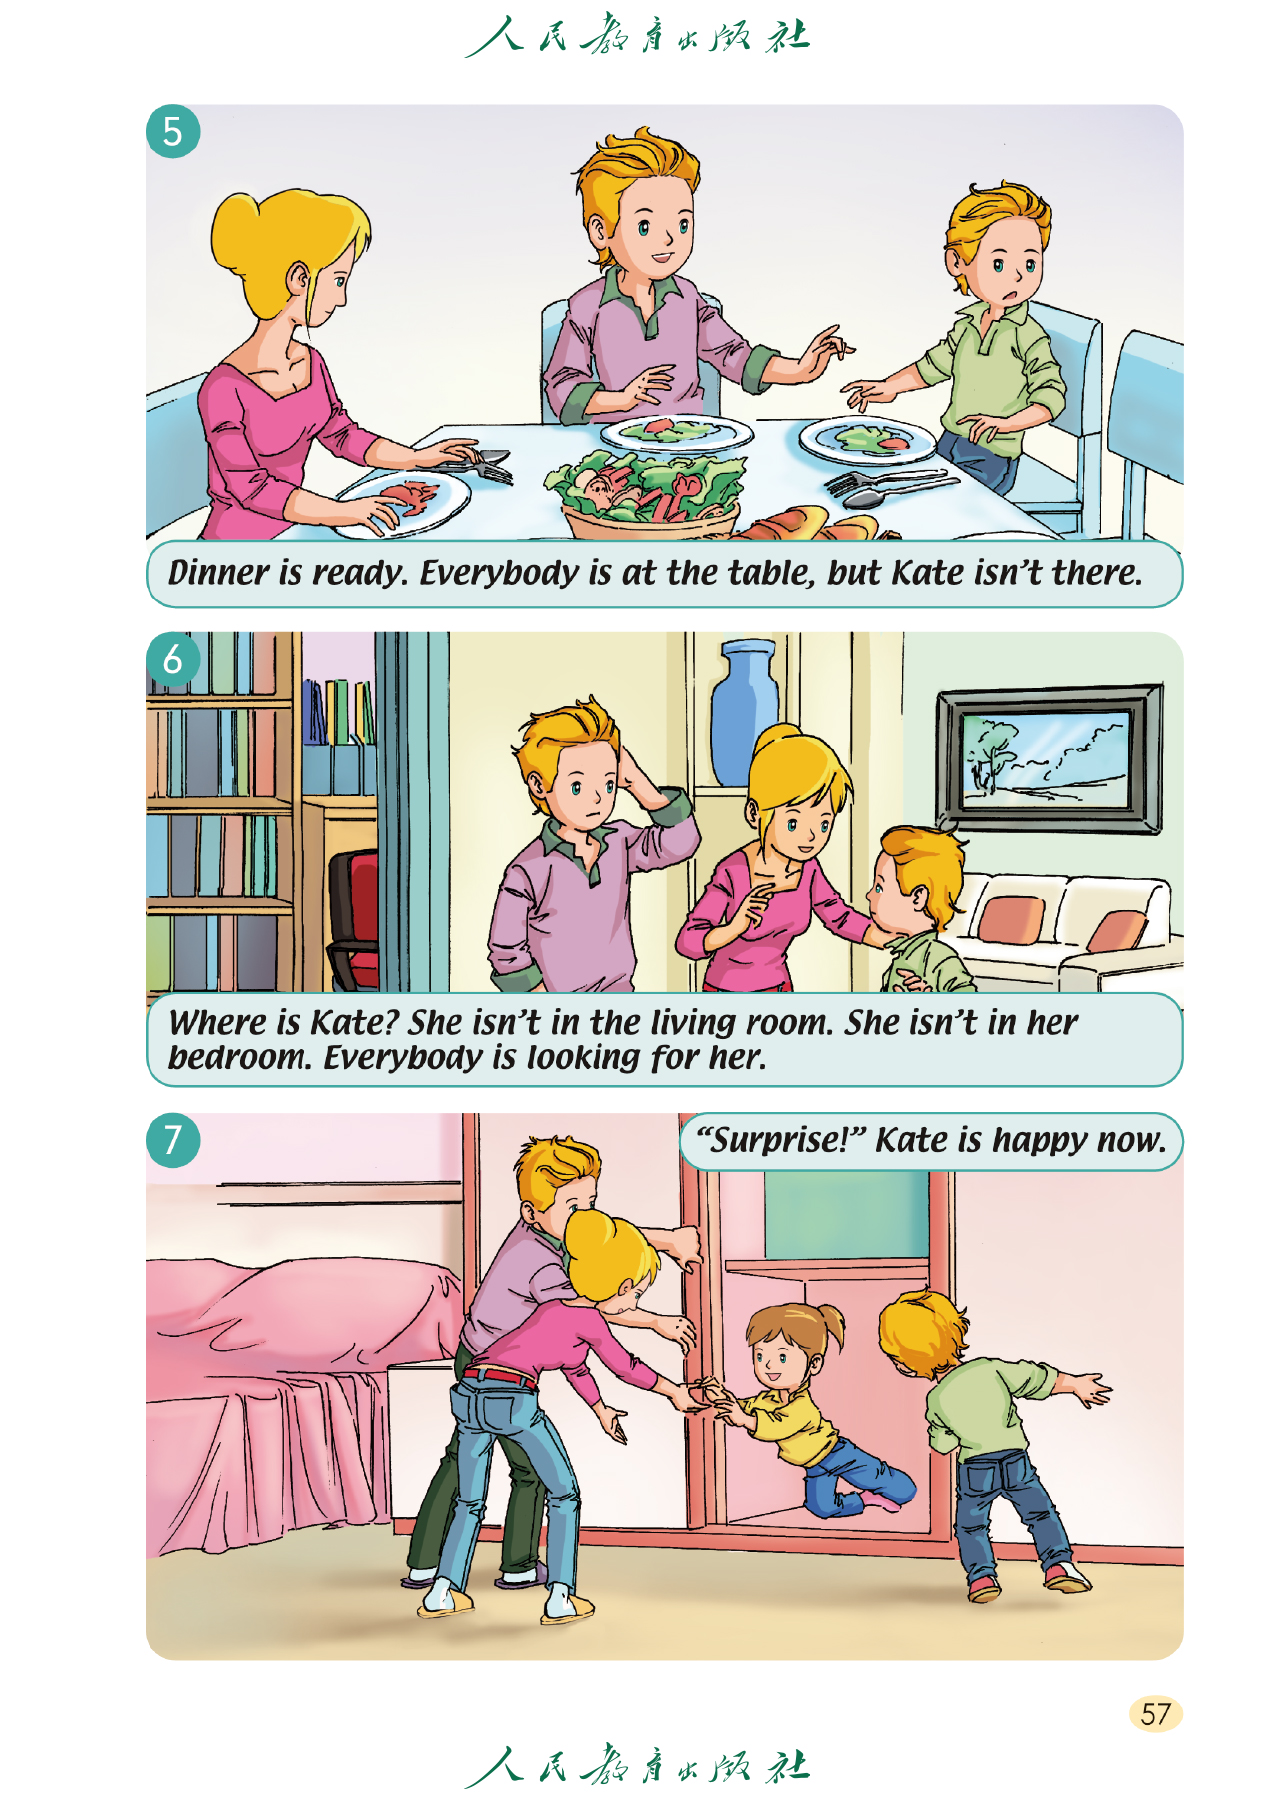 人民教育出版社
5
Dinner is ready. Everybody is at the table, but Kate isn't there.
6
Where is Kate? She isn't in the living room. She isn't in her
bedroom. Everybody is looking for her.
7
“Surprise!” Kate is happy now.
57
人民教育出版社